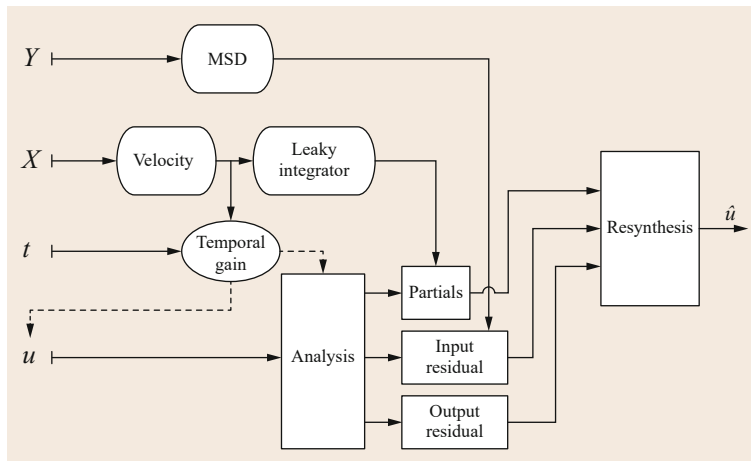 Y
MSD
X
Velocity
Leaky
integrator
t
Temporal
gain
u
Analysis
Partials
Input
residual
Output
residual
Resynthesis
û